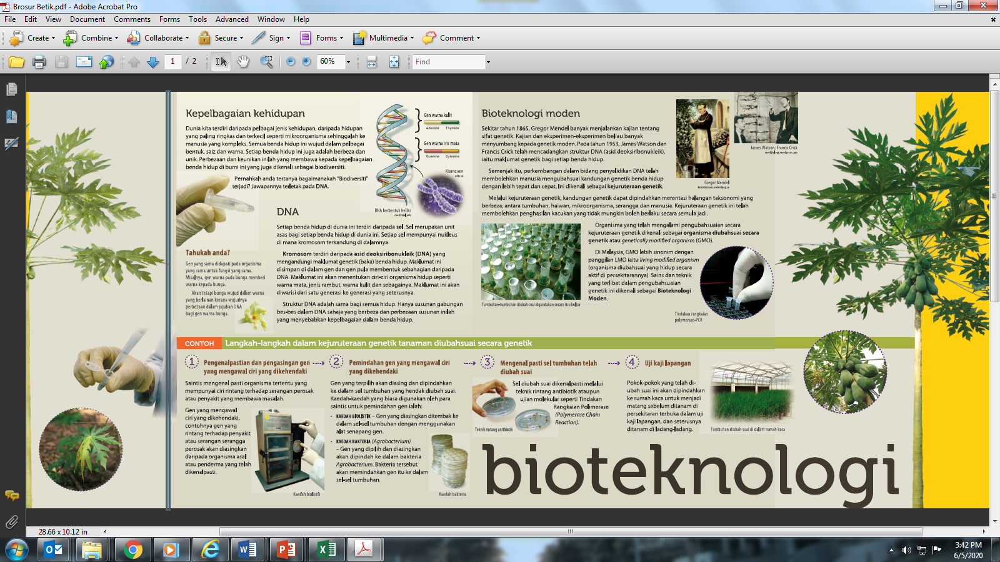 Brosur Betik.pdf - Adobe Acrobat Pro
File Edit View Document Comments Forms Tools Advanced Window Help
Create Combine Collaborate Secure Sign Forms Multimedia Comment
1 / 2 60% Find
Kepelbagaian kehidupan
Dunia kita terdiri daripada pelbagai jenis kehidupan, daripada hidupan
yang paling ringkas dan terkecil seperti mikroorganisma sehinggalah ke
manusia yang kompleks. Semua benda hidup ini wujud dalam pelbagai
bentuk, saiz dan warna. Setiap benda hidup ini juga adalah berbeza dan
unik. Perbezaan dan keunikan inilah yang membawa kepada kepelbagaian
benda hidup di bumi ini yang juga dikenali sebagai biodiversiti.
Pernahkah anda tertanya bagaimanakah "Biodiversiti"
terjadi? Jawapannya terletak pada DNA.
Gen warna kulit
Adenine Thymine
Gen warna iris mata
Guanine Cytosine
Kromosom
DNA berbentuk heliks
DNA
Setiap benda hidup di dunia ini terdiri daripada sel. Sel merupakan unit
asas bagi setiap benda hidup di dunia ini. Setiap sel mempunyai nukleus
di mana kromosom terkandung di dalamnya.
Kromosom terdiri daripada asid deoksiribonukleik (DNA) yang
mengandungi maklumat genetik (baka) benda hidup. Maklumat ini
disimpan di dalam gen dan gen pula membentuk sebahagian daripada
DNA. Maklumat ini akan menentukan ciri-ciri organisma hidup seperti
warna mata, jenis rambut, warna kulit dan sebagainya. Maklumat ini akan
diwarisi dari satu generasi ke generasi yang seterusnya.
Struktur DNA adalah sama bagi semua hidup. Hanya susunan gabungan
bes-bes dalam DNA sahaja yang berbeza dan perbezaan susunan inilah
yang menyebabkan kepelbagaian dalam benda hidup.
Tahukah anda?
Gen yang sama didapati pada organisma
yang sama untuk fungsi yang sama.
Misalnya, gen warna pada bunga memberi
warna kepada bunga.
Akan tetapi bunga wujud dalam warna
yang berlainan kerana wujudnya
perbezaan dalam jujukan DNA
bagi gen warna bunga.
Bioteknologi moden
Sekitar tahun 1865, Gregor Mendel banyak menjalankan kajian tentang
sifat genetik. Kajian dan eksperimen-eksperimen beliau banyak
menyumbang kepada genetik moden. Pada tahun 1953, James Watson dan
Francis Crick telah mencadangkan struktur DNA (asid deoksiribonukleik),
iaitu maklumat genetik bagi setiap benda hidup.
Semenjak itu, perkembangan dalam bidang penyelidikan DNA telah
membolehkan manusia mengubahsuai kandungan genetik benda hidup
dengan lebih tepat dan cepat. Ini dikenali sebagai kejuruteraan genetik.
Melalui kejuruteraan genetik, kandungan genetik dapat dipindahkan merentasi halangan taksonomi yang
berbeza; antara tumbuhan, haiwan, mikroorganisma, serangga dan manusia. Kejuruteraan genetik ini telah
membolehkan penghasilan kacukan yang tidak mungkin boleh berlaku secara semula jadi.
Organisma yang telah mengalami pengubahsuaian secara
kejuruteraan genetik dikenali sebagai organisma diubahsuai secara
genetik atau genetically modified organism (GMO).
Di Malaysia, GMO lebih sinonim dengan
panggilan LMO iaitu living modified organism
(organisma diubahsuai yang hidup secara
aktif di persekitarannya). Sains dan teknik
yang terlibat dalam pengubahsuaian
genetik ini dikenali sebagai Bioteknologi
Moden.
Gregor Mendel
James Watson; Francis Crick
Tumbuhan-tumbuhan diubah suai digandakan secara tisu kultur
Tindakan rangkaian
polymerase-PCR
CONTOH Langkah-langkah dalam kejuruteraan genetik tanaman diubahsuai secara genetik
1 Pengenalpastian dan pengasingan gen
yang mengawal ciri yang dikehendaki
Saintis mengenal pasti organisma tertentu yang
mempunyai ciri rintang terhadap serangan perosak
atau penyakit yang membawa masalah.
Gen yang mengawal
ciri yang dikehendaki,
contohnya gen yang
rintang terhadap penyakit
atau serangan serangga
perosak akan diasingkan
daripada organisma asal
atau penderma yang telah
dikenalpasti.
Kaedah biolistik
2 Pemindahan gen yang mengawal ciri
yang dikehendaki
Gen yang terpilih akan diasing dan dipindahkan
ke dalam sel tumbuhan yang hendak diubah suai.
Kaedah-kaedah yang biasa digunakan oleh para
saintis untuk pemindahan gen ialah:
• KAEDAH BIOLISTIK – Gen yang diasingkan ditembak ke
dalam sel-sel tumbuhan dengan menggunakan
alat senapang gen.
• KAEDAH BAKTERIA (Agrobacterium)
– Gen yang dipilih dan diasingkan
akan dipindah ke dalam bakteria
Agrobacterium. Bakteria tersebut
akan memindahkan gen itu ke dalam
sel-sel tumbuhan.
Kaedah bakteria
3 Mengenal pasti sel tumbuhan telah
diubah suai
Sel diubah suai dikenalpasti melalui
teknik rintang antibiotik ataupun
ujian molekular seperti Tindakan
Rangkaian Polimerase
(Polymerase Chain
Reaction).
Teknik rintang antibiotik
4 Uji kaji lapangan
Pokok-pokok yang telah di-
ubah suai ini akan dipindahkan
ke rumah kaca untuk menjadi
matang sebelum ditanam di
persekitaran terbuka dalam uji
kaji lapangan, dan seterusnya
ditanam di ladang-ladang.
Tumbuhan diubah suai di dalam rumah kaca
bioteknologi
28.66 x 10.12 in
3:42 PM
6/5/2020